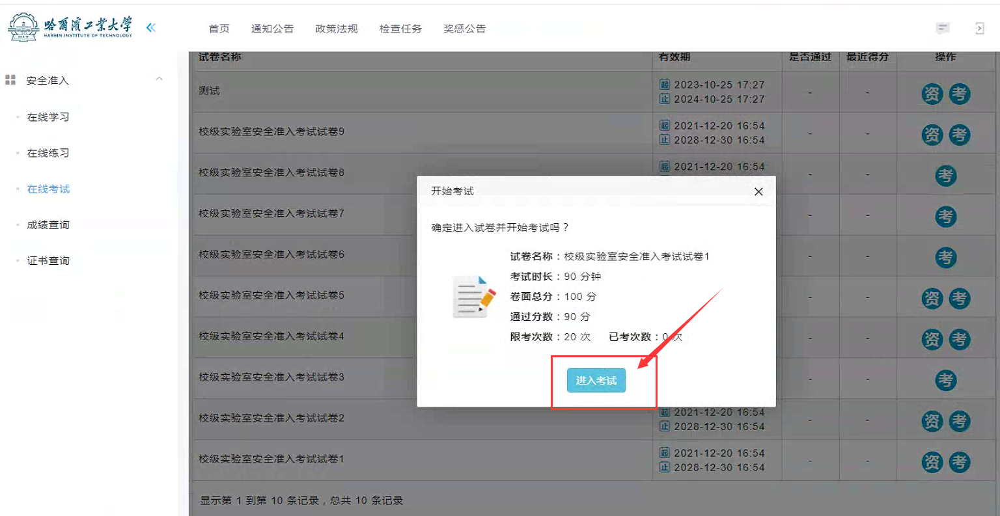 哈爾濱工業大學
HARBIN INSTITUTE OF TECHNOLOGY
HIT
首页 通知公告 政策法规 检查任务 奖惩公告
安全准入
在线学习
在线练习
在线考试
成绩查询
证书查询
试卷名称 有效期 是否通过 最近得分 操作
测试 起 2023-10-25 17:27 - - 资 考
止 2024-10-25 17:27
校级实验室安全准入考试试卷9 起 2021-12-20 16:54 - - 资 考
止 2028-12-30 16:54
校级实验室安全准入考试试卷8 起 2021-12-20 16:54 - - 考
校级实验室安全准入考试试卷7 - - 考
校级实验室安全准入考试试卷6 - - 考
校级实验室安全准入考试试卷5 - - 资 考
校级实验室安全准入考试试卷4 - - 资 考
校级实验室安全准入考试试卷3 - - 考
校级实验室安全准入考试试卷2 起 2021-12-20 16:54 - - 资 考
止 2028-12-30 16:54
校级实验室安全准入考试试卷1 起 2021-12-20 16:54 - - 资 考
止 2028-12-30 16:54
显示第 1 到第 10 条记录，总共 10 条记录
开始考试
确定进入试卷并开始考试吗？
试卷名称：校级实验室安全准入考试试卷1
考试时长：90 分钟
卷面总分：100 分
通过分数：90 分
限考次数：20 次 已考次数：0 次
进入考试